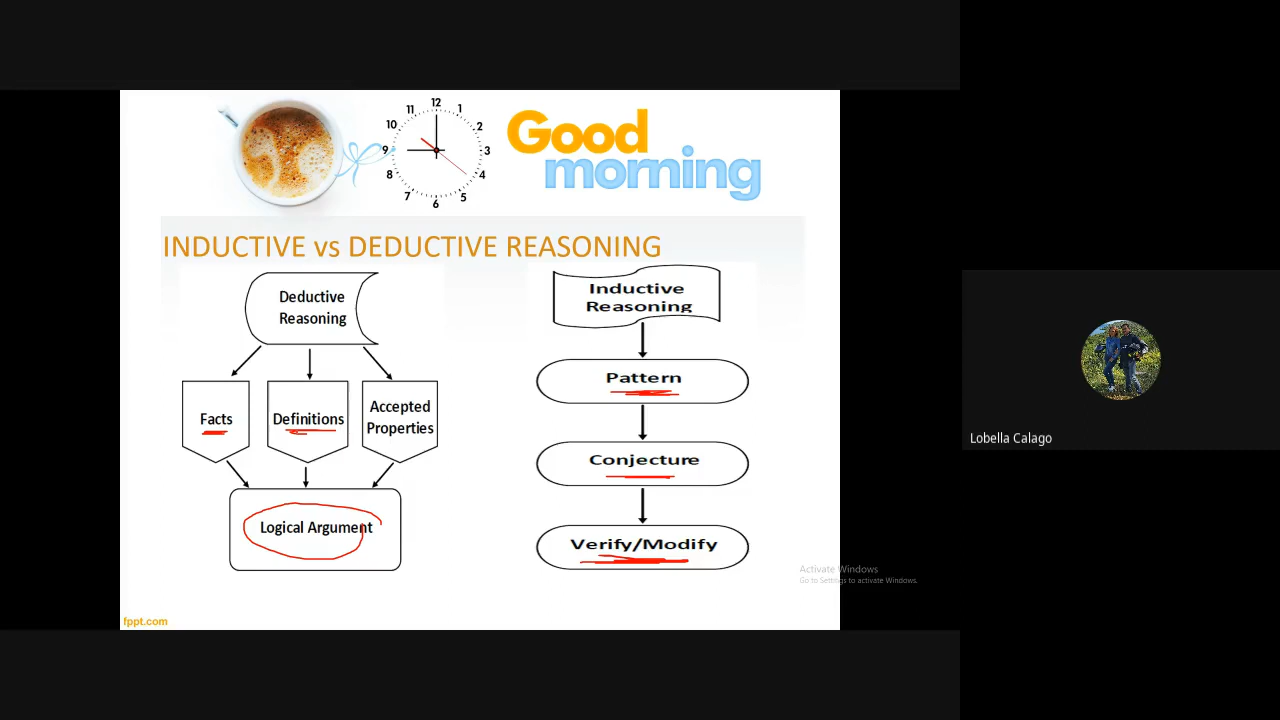 12
11
1
10
2
9
3
8
4
7
5
6
Good
morning
INDUCTIVE vs DEDUCTIVE REASONING
Deductive
Reasoning
Facts
Definitions
Accepted
Properties
Logical Argument
Inductive
Reasoning
Pattern
Conjecture
Verify/Modify
Activate Windows
Go to Settings to activate Windows.
fppt.com
Lobella Calago